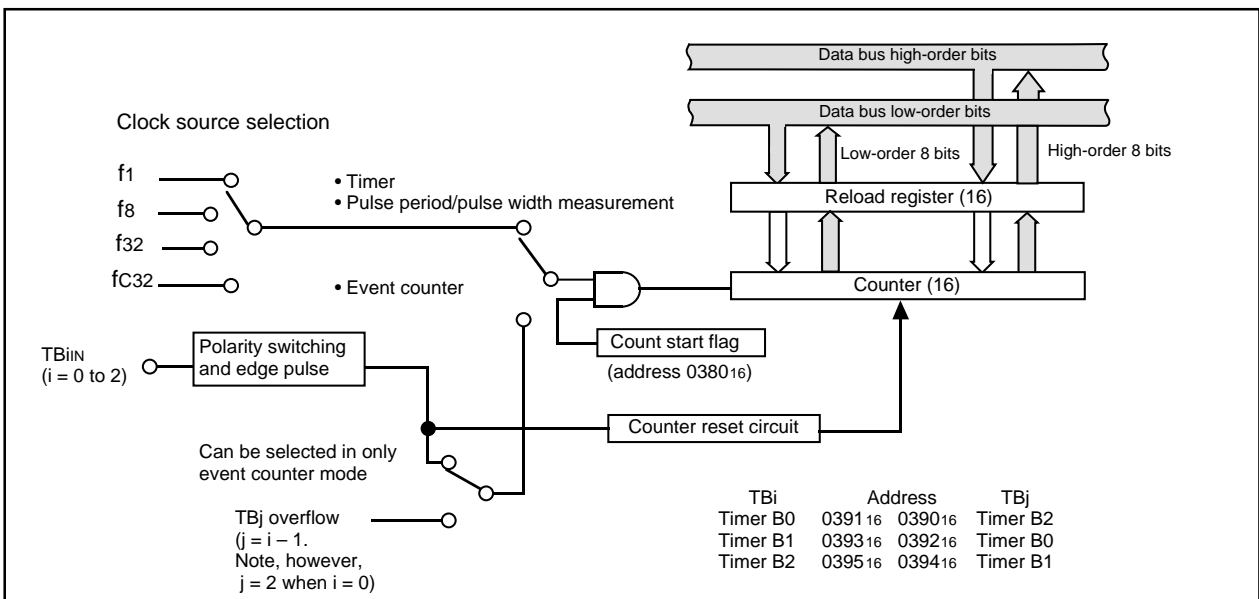 Data bus high-order bits
Data bus low-order bits
Clock source selection
Low-order 8 bits
High-order 8 bits
f1
• Timer
• Pulse period/pulse width measurement
Reload register (16)
f8
f32
fC32
• Event counter
Counter (16)
TBiIN
(i = 0 to 2)
Polarity switching
and edge pulse
Count start flag
(address 038016)
Counter reset circuit
Can be selected in only
event counter mode
TBj overflow
(j = i – 1.
Note, however,
j = 2 when i = 0)
TBi Address TBj
Timer B0 039116 039016 Timer B2
Timer B1 039316 039216 Timer B0
Timer B2 039516 039416 Timer B1